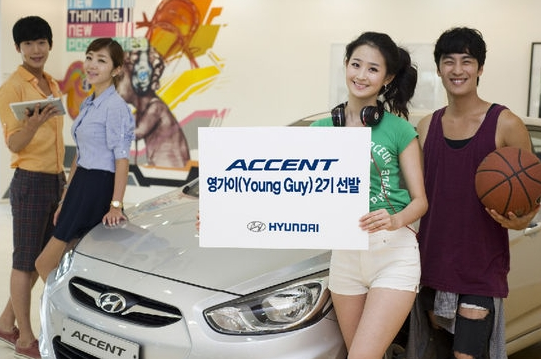 NEW
THINKING.
NEW
ACCENT
영가이(Young Guy) 2기 선발
HYUNDAI
ACCENT